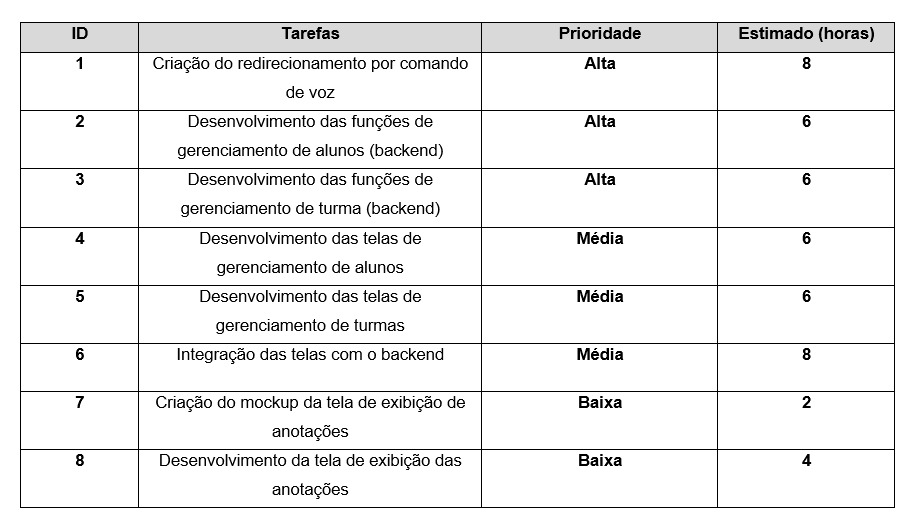 ID Tarefas Prioridade Estimado (horas)
1 Criação do redirecionamento por comando Alta 8
de voz
2 Desenvolvimento das funções de Alta 6
gerenciamento de alunos (backend)
3 Desenvolvimento das funções de Alta 6
gerenciamento de turma (backend)
4 Desenvolvimento das telas de Média 6
gerenciamento de alunos
5 Desenvolvimento das telas de Média 6
gerenciamento de turmas
6 Integração das telas com o backend Média 8
7 Criação do mockup da tela de exibição de Baixa 2
anotações
8 Desenvolvimento da tela de exibição das Baixa 4
anotações